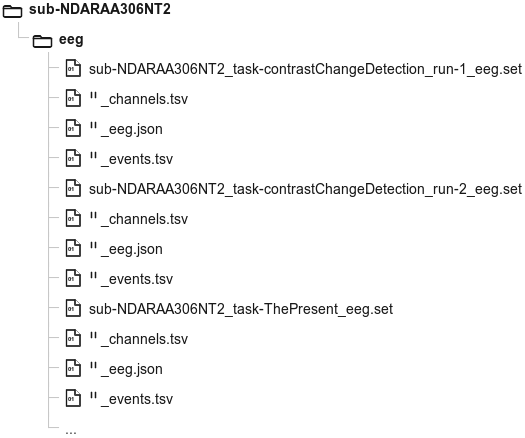 sub-NDARAA306NT2
eeg
sub-NDARAA306NT2_task-contrastChangeDetection_run-1_eeg.set
" _channels.tsv
" _eeg.json
" _events.tsv
sub-NDARAA306NT2_task-contrastChangeDetection_run-2_eeg.set
" _channels.tsv
" _eeg.json
" _events.tsv
sub-NDARAA306NT2_task-ThePresent_eeg.set
" _channels.tsv
" _eeg.json
" _events.tsv
...